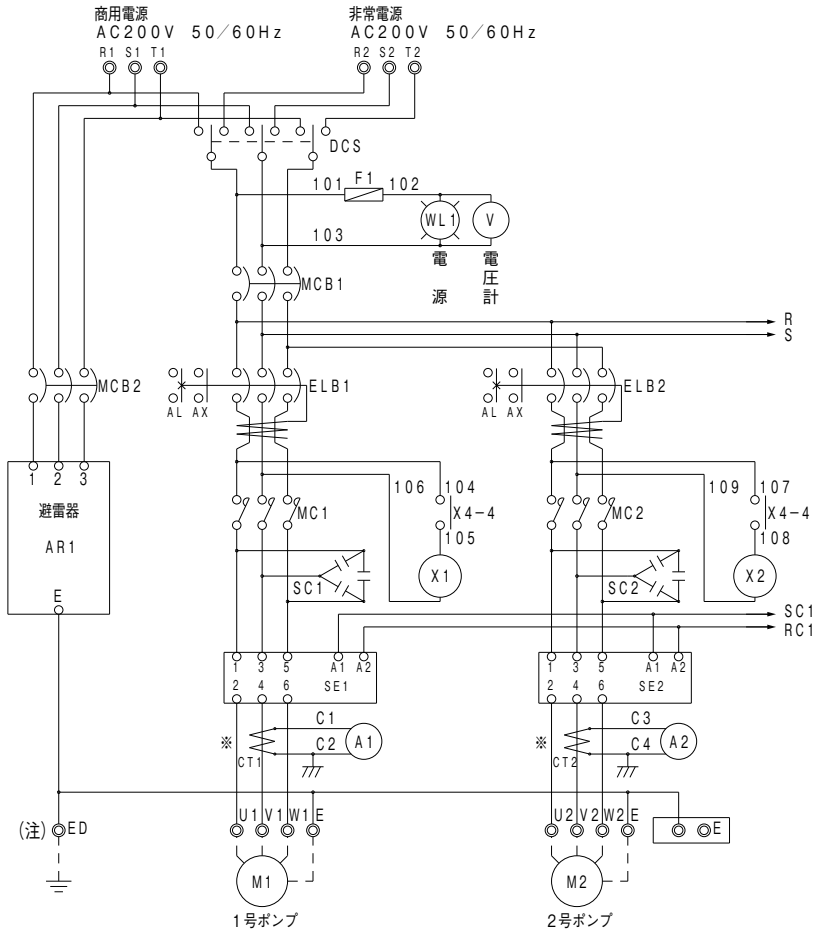 商用電源
AC200V 50/60Hz
R1 S1 T1
非常電源
AC200V 50/60Hz
R2 S2 T2
DCS
101 F1 102
WL1
V
103
電源
電圧計
MCB1
R
S
MCB2
AL AX
ELB1
AL AX
ELB2
1 2 3
避雷器
AR1
E
106 104
X4-4
105
MC1
X1
SC1
109 107
X4-4
108
MC2
X2
SC2
SC1
RC1
1 3 5 A1 A2
2 4 6 SE1
1 3 5 A1 A2
2 4 6 SE2
※
CT1
C1
C2
A1
※
CT2
C3
C4
A2
(注) ED
U1 V1 W1 E
U2 V2 W2 E
E
M1
1号ポンプ
M2
2号ポンプ